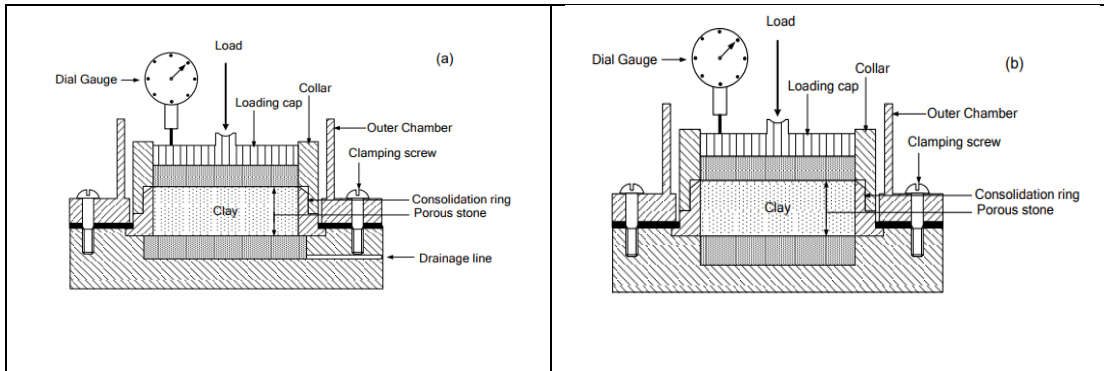 Load
(a)
Dial Gauge
Collar
Loading cap
Outer Chamber
Clamping screw
Consolidation ring
Clay
Porous stone
Drainage line
Load
(b)
Dial Gauge
Collar
Loading cap
Outer Chamber
Clamping screw
Consolidation ring
Clay
Porous stone